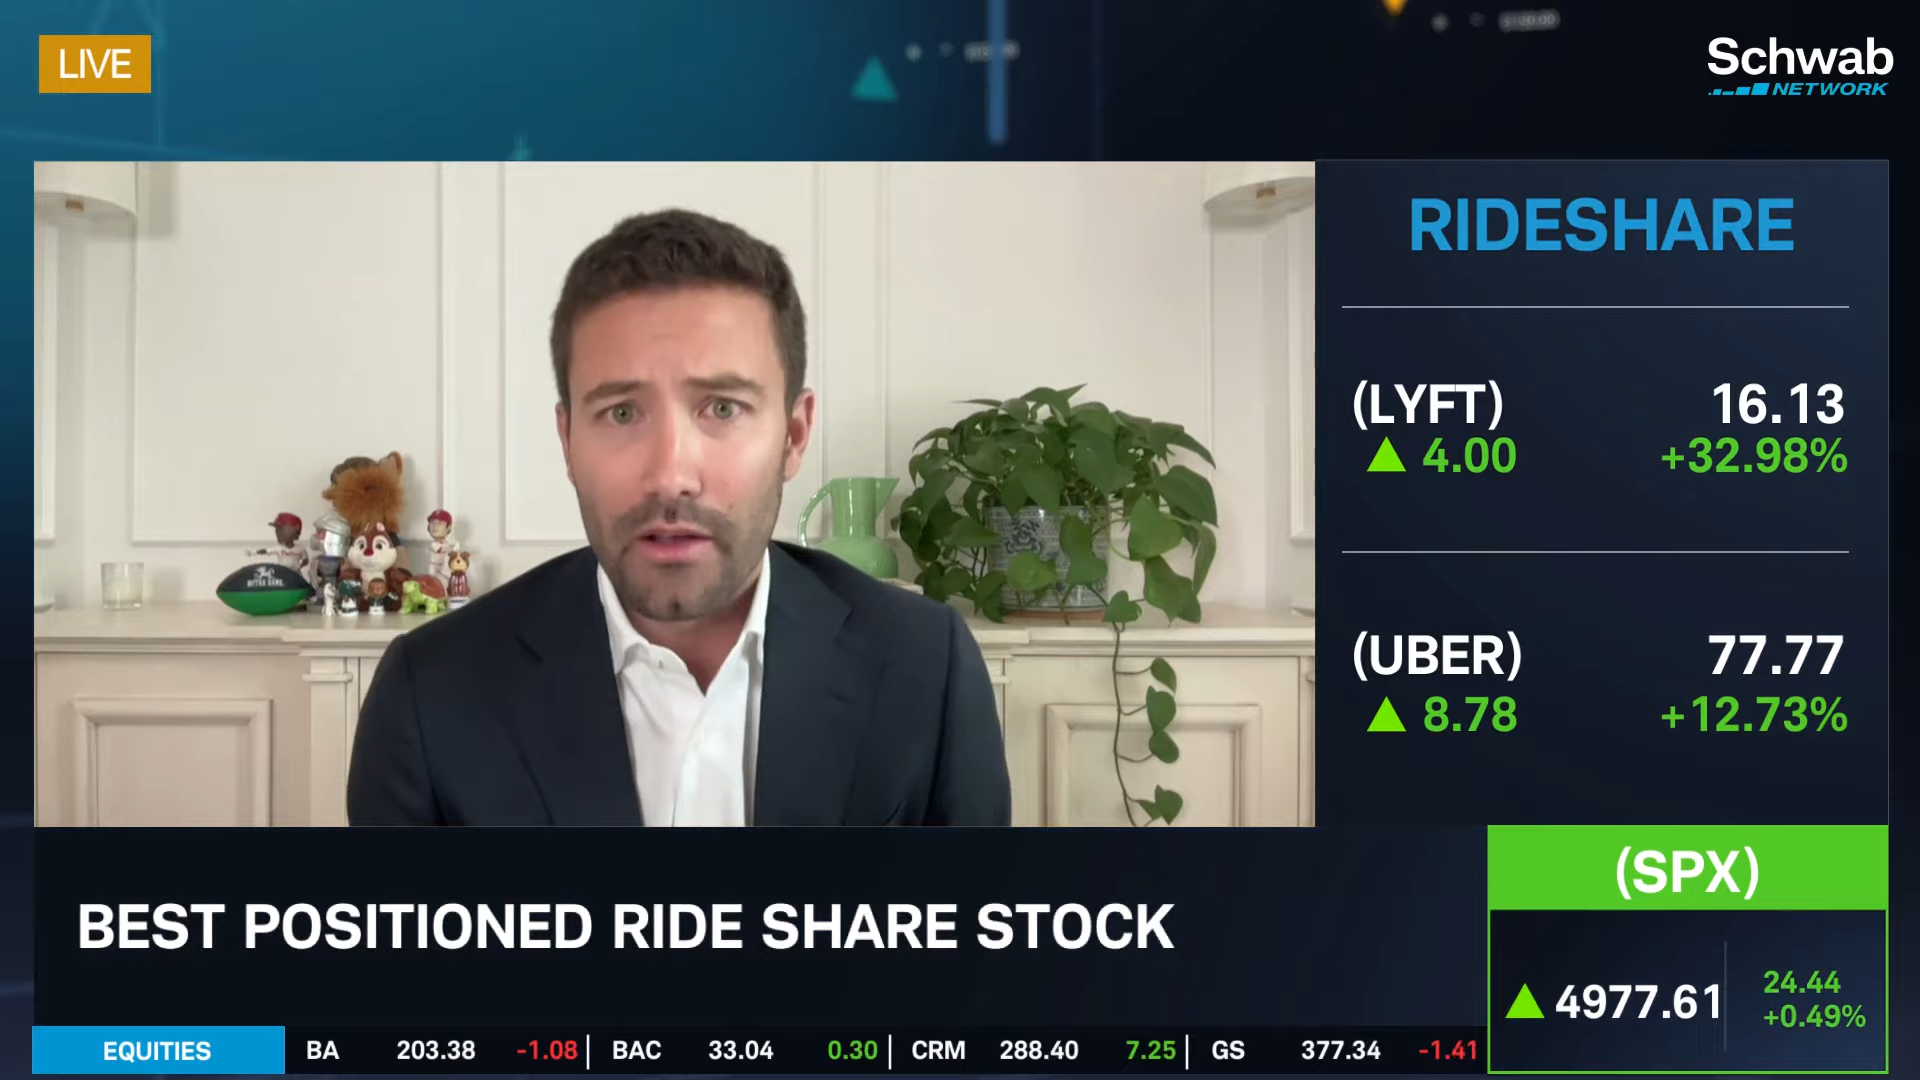 LIVE
Schwab
NETWORK
RIDESHARE
(LYFT) 16.13
▲ 4.00 +32.98%
(UBER) 77.77
▲ 8.78 +12.73%
BEST POSITIONED RIDE SHARE STOCK
(SPX)
▲ 4977.61
24.44
+0.49%
EQUITIES BA 203.38 -1.08 | BAC 33.04 0.30 | CRM 288.40 7.25 | GS 377.34 -1.41